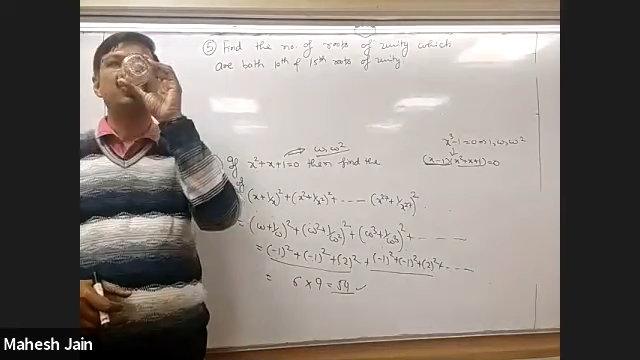 ⑤ Find the no. of roots of unity which
are both 10th & 15th roots of unity
x³-1=0 → 1, ω, ω²
(x-1)(x²+x+1)=0
If x²+x+1=0 then find the
→ ω, ω²
of (x+1/x)²+(x²+1/x²)²+ ..... (x²⁷+1/x²⁷)²
= (ω+1/ω)²+(ω²+1/ω²)²+(ω³+1/ω³)²+ .....
= (-1)²+(-1)²+(2)²+(-1)²+(-1)²+(2)²+ .....
= 6 × 9 = 54 ✓
Mahesh Jain